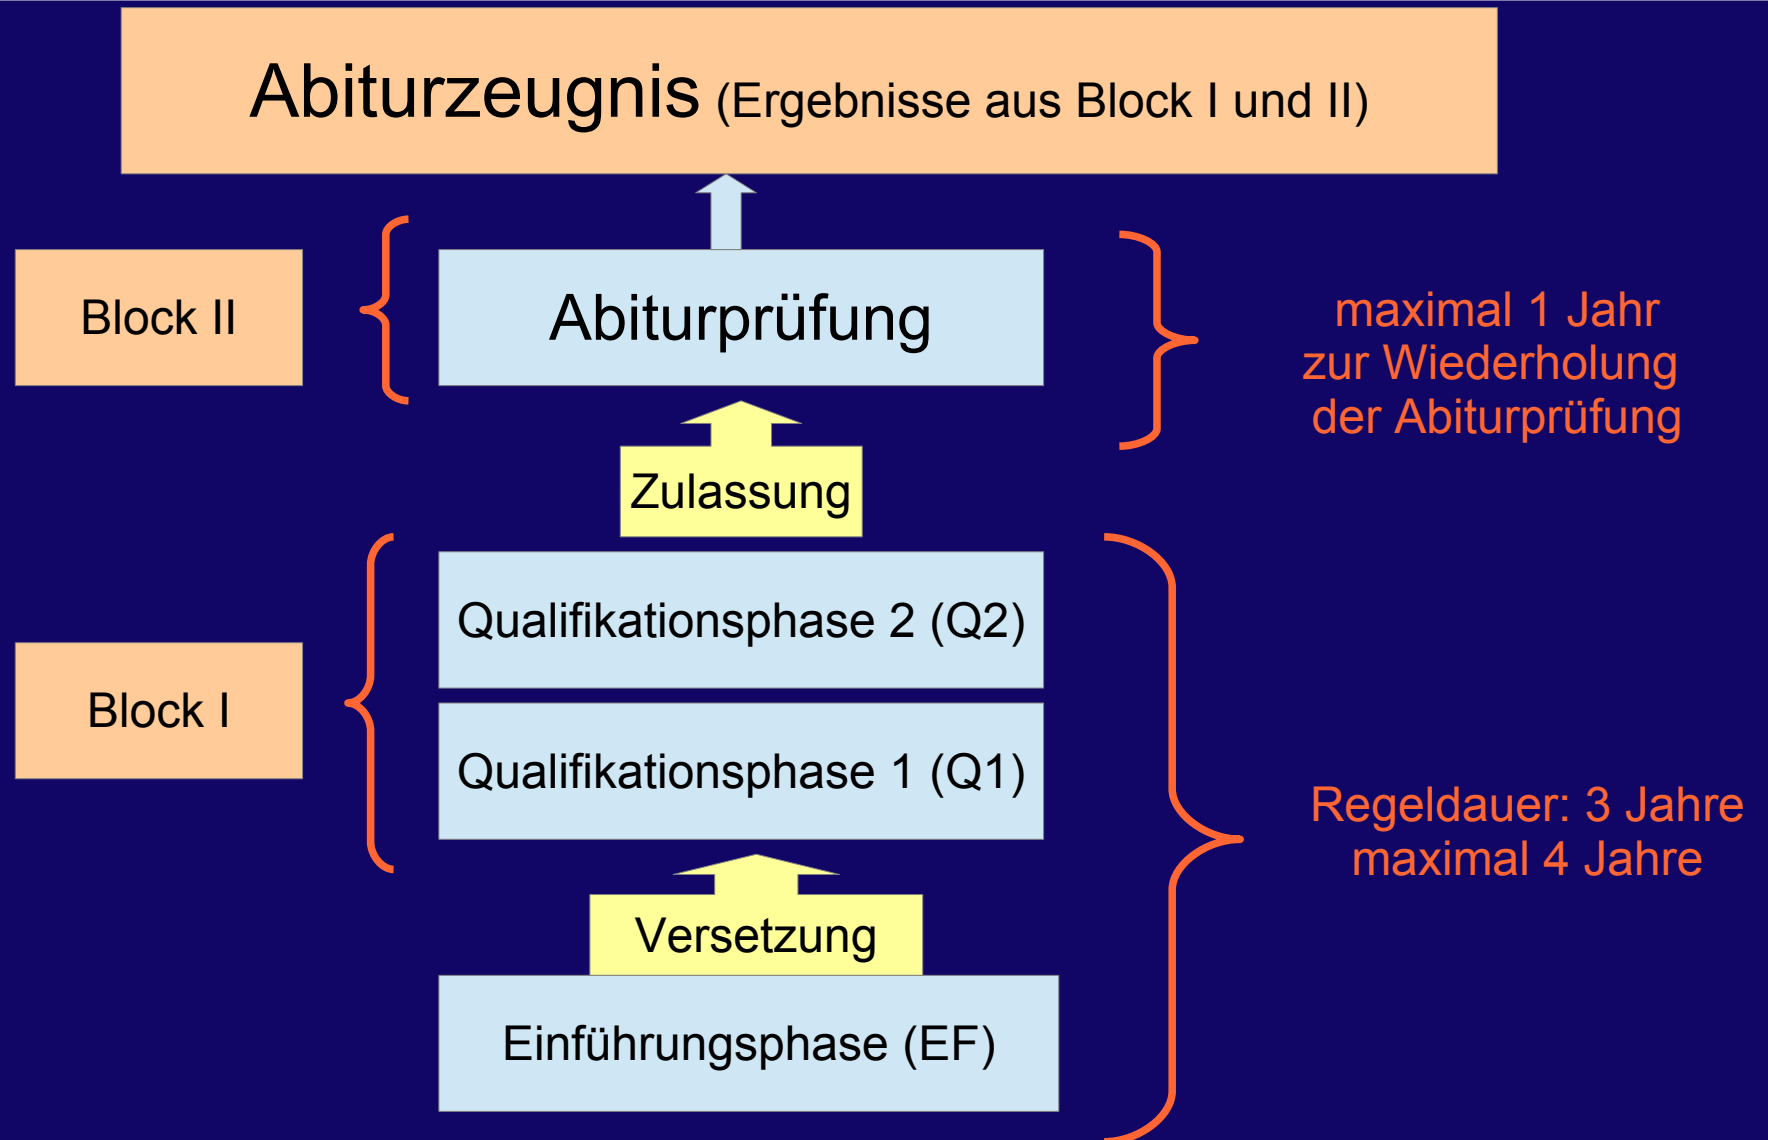 Abiturzeugnis (Ergebnisse aus Block I und II)
Block II
Abiturprüfung
maximal 1 Jahr
zur Wiederholung
der Abiturprüfung
Zulassung
Qualifikationsphase 2 (Q2)
Block I
Qualifikationsphase 1 (Q1)
Regeldauer: 3 Jahre
maximal 4 Jahre
Versetzung
Einführungsphase (EF)